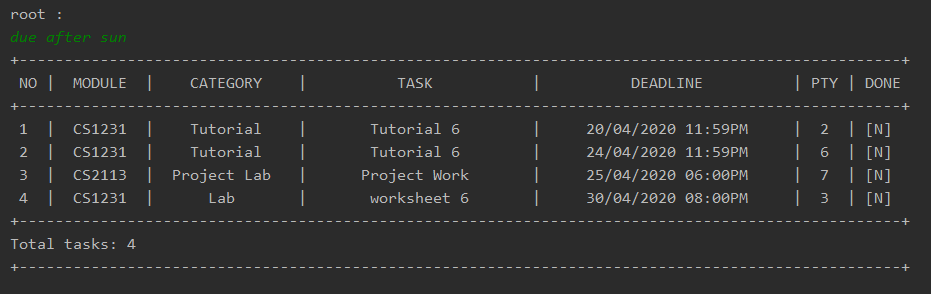 root :
due after sun
+--------------------------------------------------------------------------------------------------+
NO | MODULE | CATEGORY | TASK | DEADLINE | PTY | DONE
+--------------------------------------------------------------------------------------------------+
1 | CS1231 | Tutorial | Tutorial 6 | 20/04/2020 11:59PM | 2 | [N]
2 | CS1231 | Tutorial | Tutorial 6 | 24/04/2020 11:59PM | 6 | [N]
3 | CS2113 | Project Lab | Project Work | 25/04/2020 06:00PM | 7 | [N]
4 | CS1231 | Lab | worksheet 6 | 30/04/2020 08:00PM | 3 | [N]
+--------------------------------------------------------------------------------------------------+
Total tasks: 4
+--------------------------------------------------------------------------------------------------+